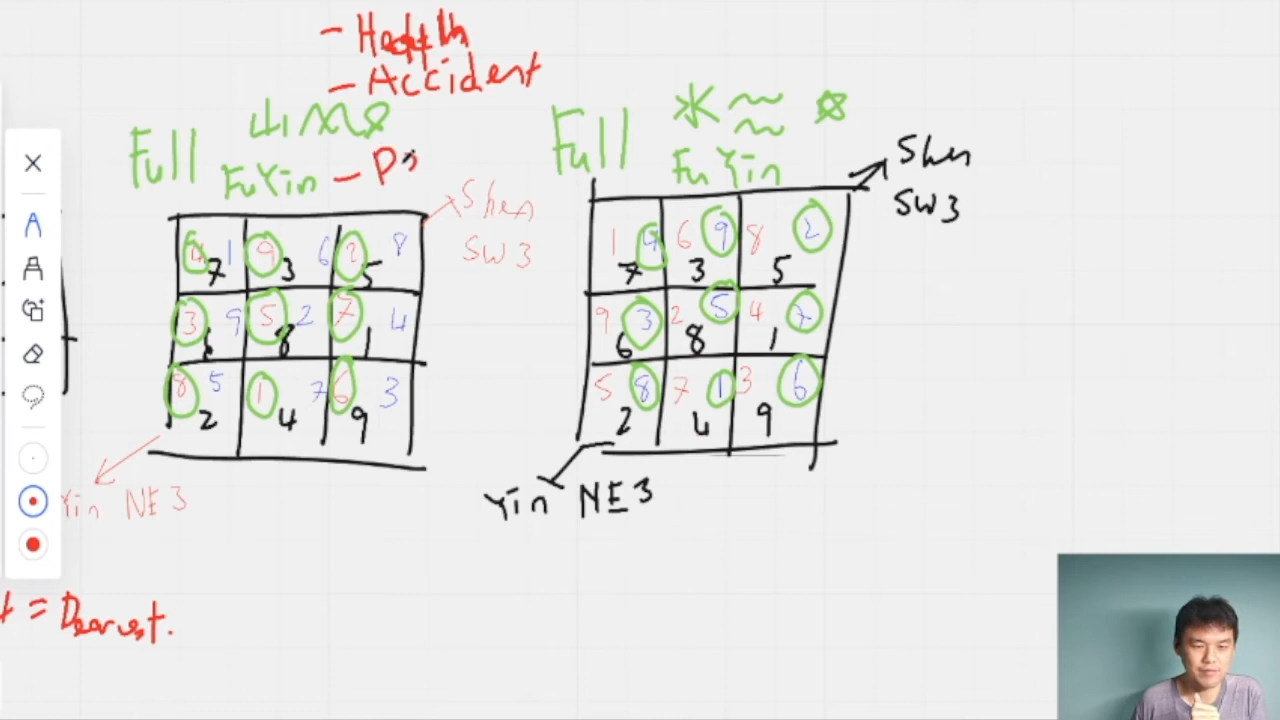 - Health
- Accident
Full
FuYin - P
Shen
SW3
4 1 9 6 2 8
7 3 5
3 9 5 2 7 4
6 8 1
8 5 1 7 6 3
2 4 9
Yin NE3
= Dearest.
Full
Fu Yin
Shen
SW3
1 4 6 9 8 2
7 3 5
9 3 2 5 4 7
6 8 1
5 8 7 1 3 6
2 4 9
Yin NE3